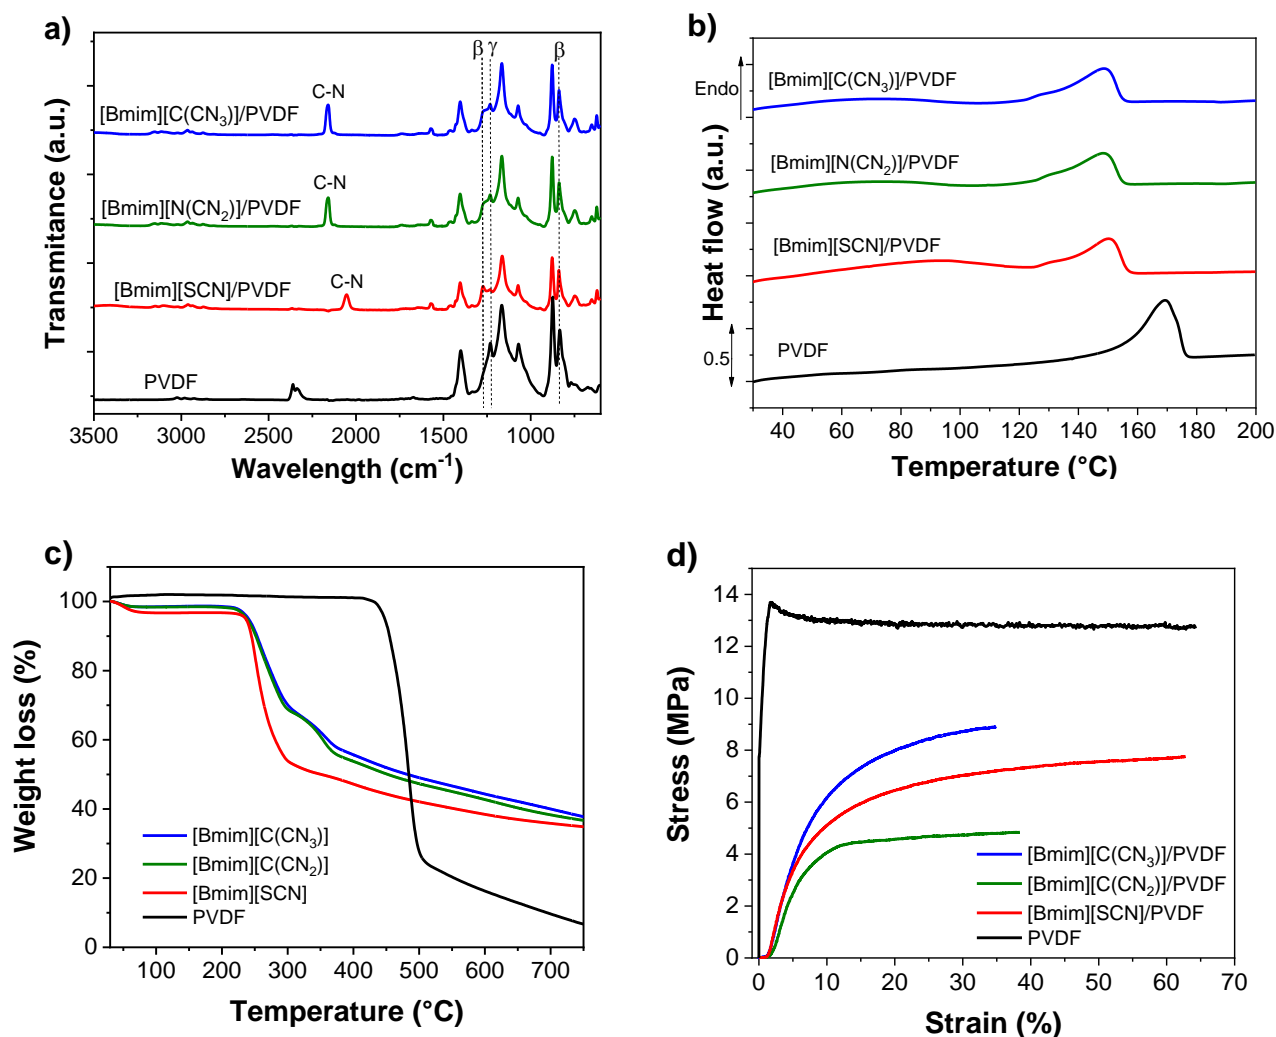 a)
β γ β
[Bmim][C(CN₃)]/PVDF
C-N
[Bmim][N(CN₂)]/PVDF
C-N
[Bmim][SCN]/PVDF
C-N
PVDF
Transmitance (a.u.)
3500 3000 2500 2000 1500 1000
Wavelength (cm⁻¹)
b)
Endo
[Bmim][C(CN₃)]/PVDF
[Bmim][N(CN₂)]/PVDF
[Bmim][SCN]/PVDF
0.5
PVDF
Heat flow (a.u.)
40 60 80 100 120 140 160 180 200
Temperature (°C)
c)
100
80
60
40
20
0
Weight loss (%)
[Bmim][C(CN₃)]
[Bmim][C(CN₂)]
[Bmim][SCN]
PVDF
100 200 300 400 500 600 700
Temperature (°C)
d)
14
12
10
8
6
4
2
0
Stress (MPa)
[Bmim][C(CN₃)]/PVDF
[Bmim][C(CN₂)]/PVDF
[Bmim][SCN]/PVDF
PVDF
0 10 20 30 40 50 60 70
Strain (%)